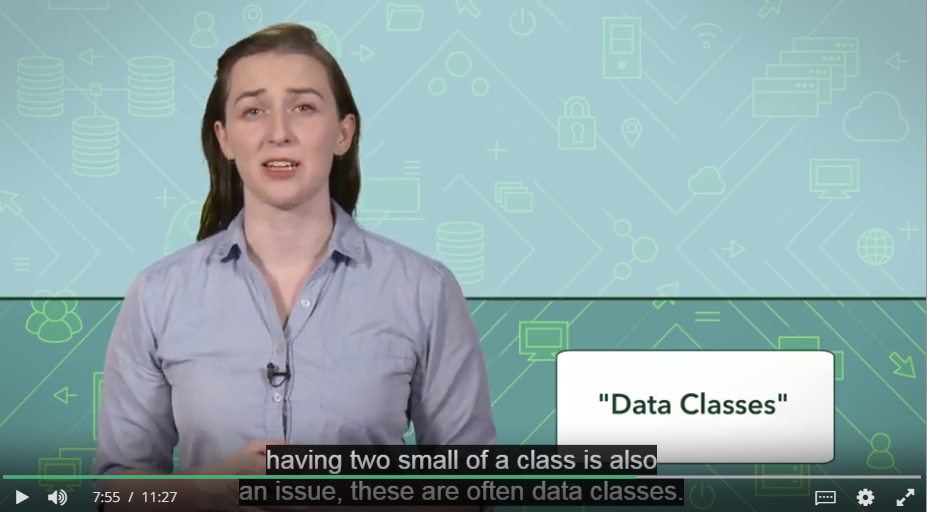 "Data Classes"
having two small of a class is also
an issue, these are often data classes.
7:55 / 11:27